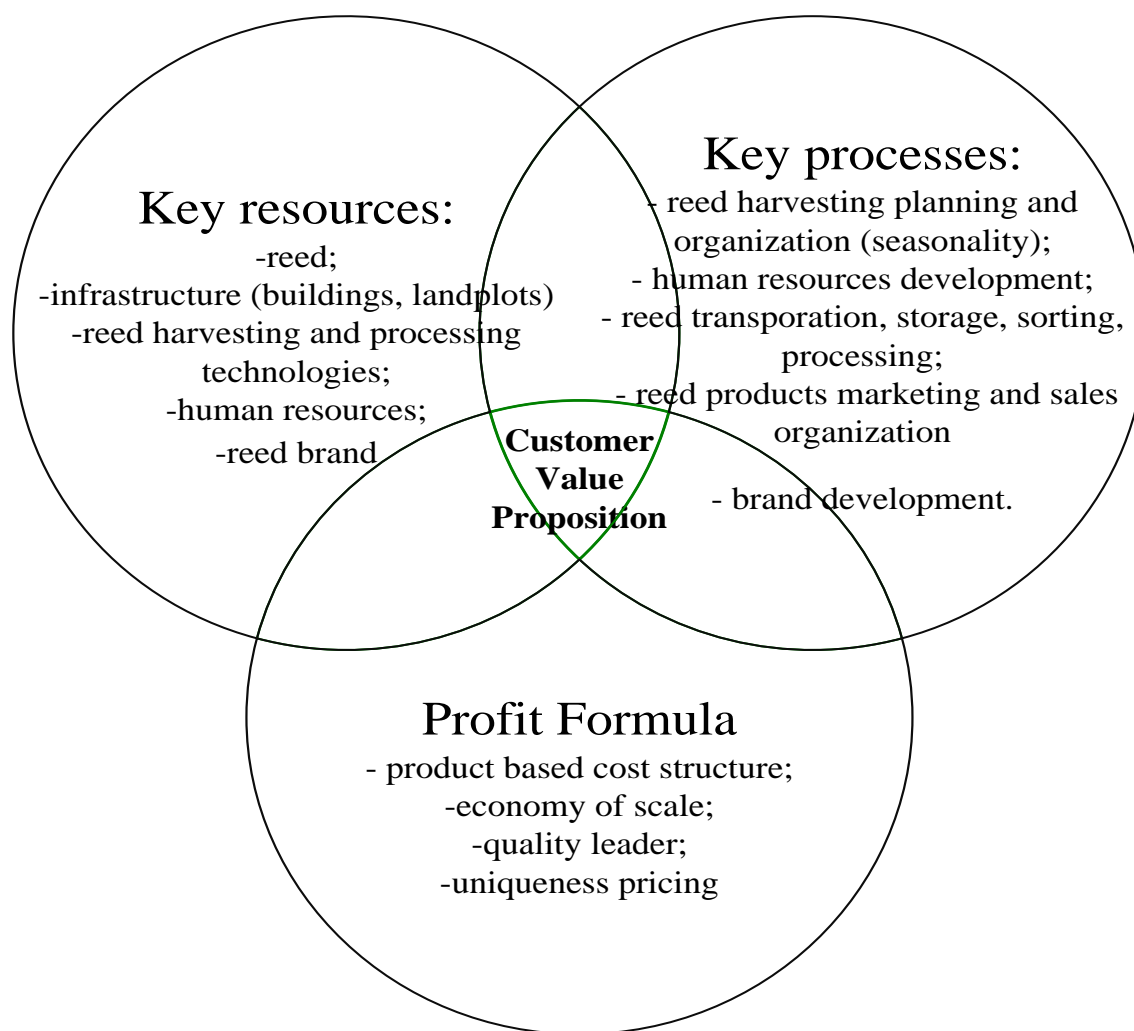 Key resources:
-reed;
-infrastructure (buildings, landplots)
-reed harvesting and processing
technologies;
-human resources;
-reed brand
Key processes:
- reed harvesting planning and
organization (seasonality);
- human resources development;
- reed transporation, storage, sorting,
processing;
- reed products marketing and sales
organization
- brand development.
Customer
Value
Proposition
Profit Formula
- product based cost structure;
-economy of scale;
-quality leader;
-uniqueness pricing